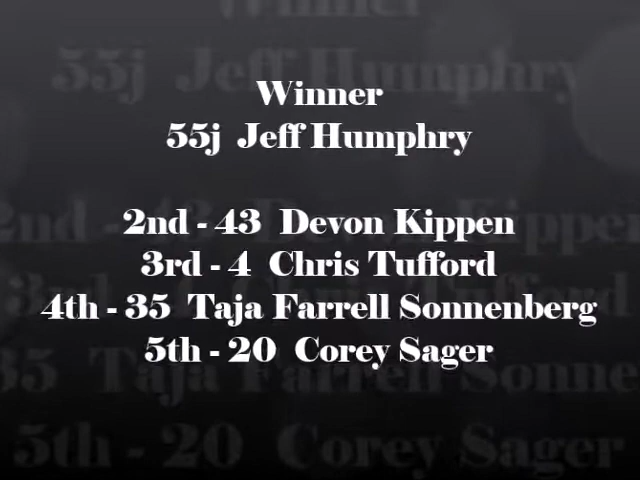 Winner
55j Jeff Humphry
2nd - 43 Devon Kippen
3rd - 4 Chris Tufford
4th - 35 Taja Farrell Sonnenberg
5th - 20 Corey Sager